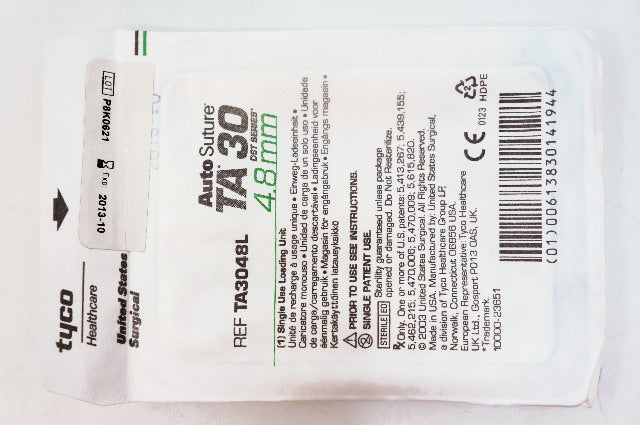 tyco
Healthcare
United States
Surgical
LOT P8K0621
EXP 2013-10
Auto Suture™
TA* 30
DST SERIES*
4.8mm
REF TA3048L
(1) Single Use Loading Unit
Unité de recharge à usage unique • Einweg-Ladeeinheit •
Caricatore monouso • Unidad de carga de un solo uso • Unidade
de carga/carregamento descartável • Ladingseenheid voor
éénmalig gebruik • Magasin för engångsbruk • Engångs magasin •
Kertakäyttöinen latausyksikkö
PRIOR TO USE SEE INSTRUCTIONS.
SINGLE PATIENT USE.
STERILE EO Sterility guaranteed unless package
opened or damaged. Do Not Resterilize.
Rx Only. One or more of U.S. patents: 5,413,267; 5,439,155;
5,462,215; 5,470,006; 5,470,009; 5,615,820.
© 2003 United States Surgical. All Rights Reserved.
Made in USA. Manufactured by: United States Surgical,
a division of Tyco Healthcare Group LP,
Norwalk, Connecticut 06856 USA.
European Representative: Tyco Healthcare
UK Ltd., Gosport PO13 0AS, UK.
*Trademark.
10000-23651
CE 0123
2 HDPE
(01)00613830141944